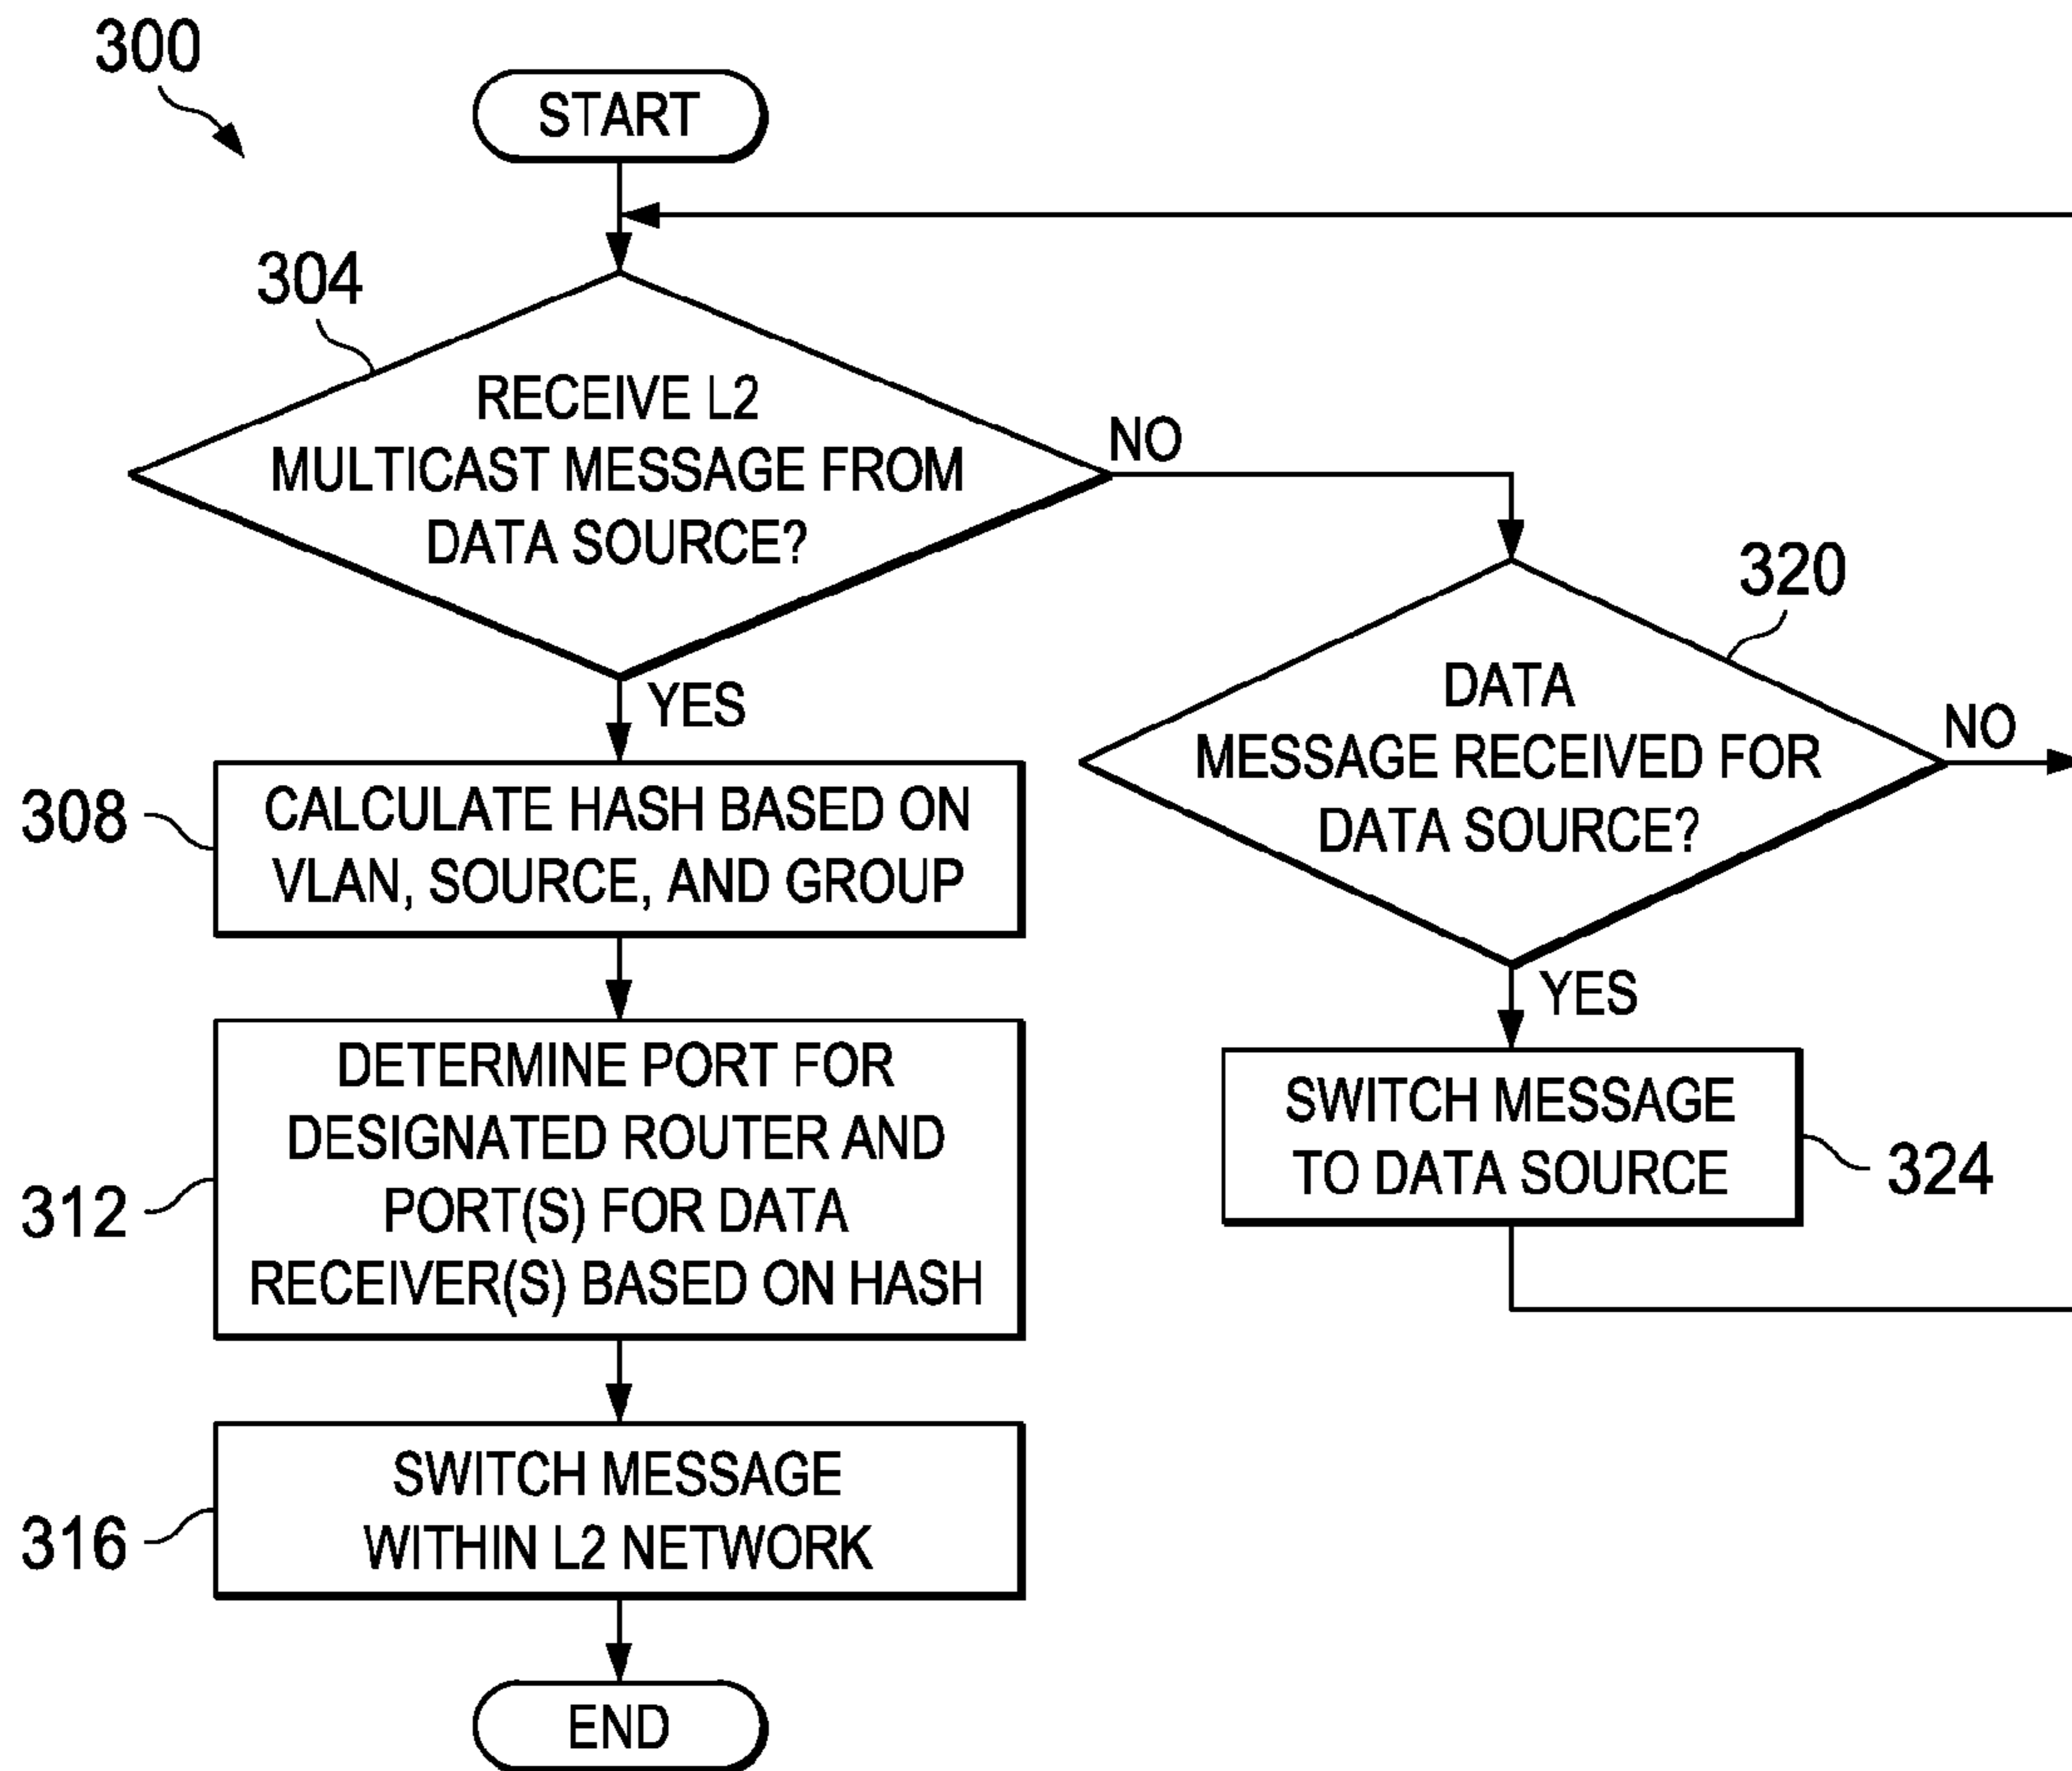 300
START
304
RECEIVE L2
MULTICAST MESSAGE FROM
DATA SOURCE?
NO
YES
320
DATA
MESSAGE RECEIVED FOR
DATA SOURCE?
NO
YES
308
CALCULATE HASH BASED ON
VLAN, SOURCE, AND GROUP
312
DETERMINE PORT FOR
DESIGNATED ROUTER AND
PORT(S) FOR DATA
RECEIVER(S) BASED ON HASH
SWITCH MESSAGE
TO DATA SOURCE
324
316
SWITCH MESSAGE
WITHIN L2 NETWORK
END